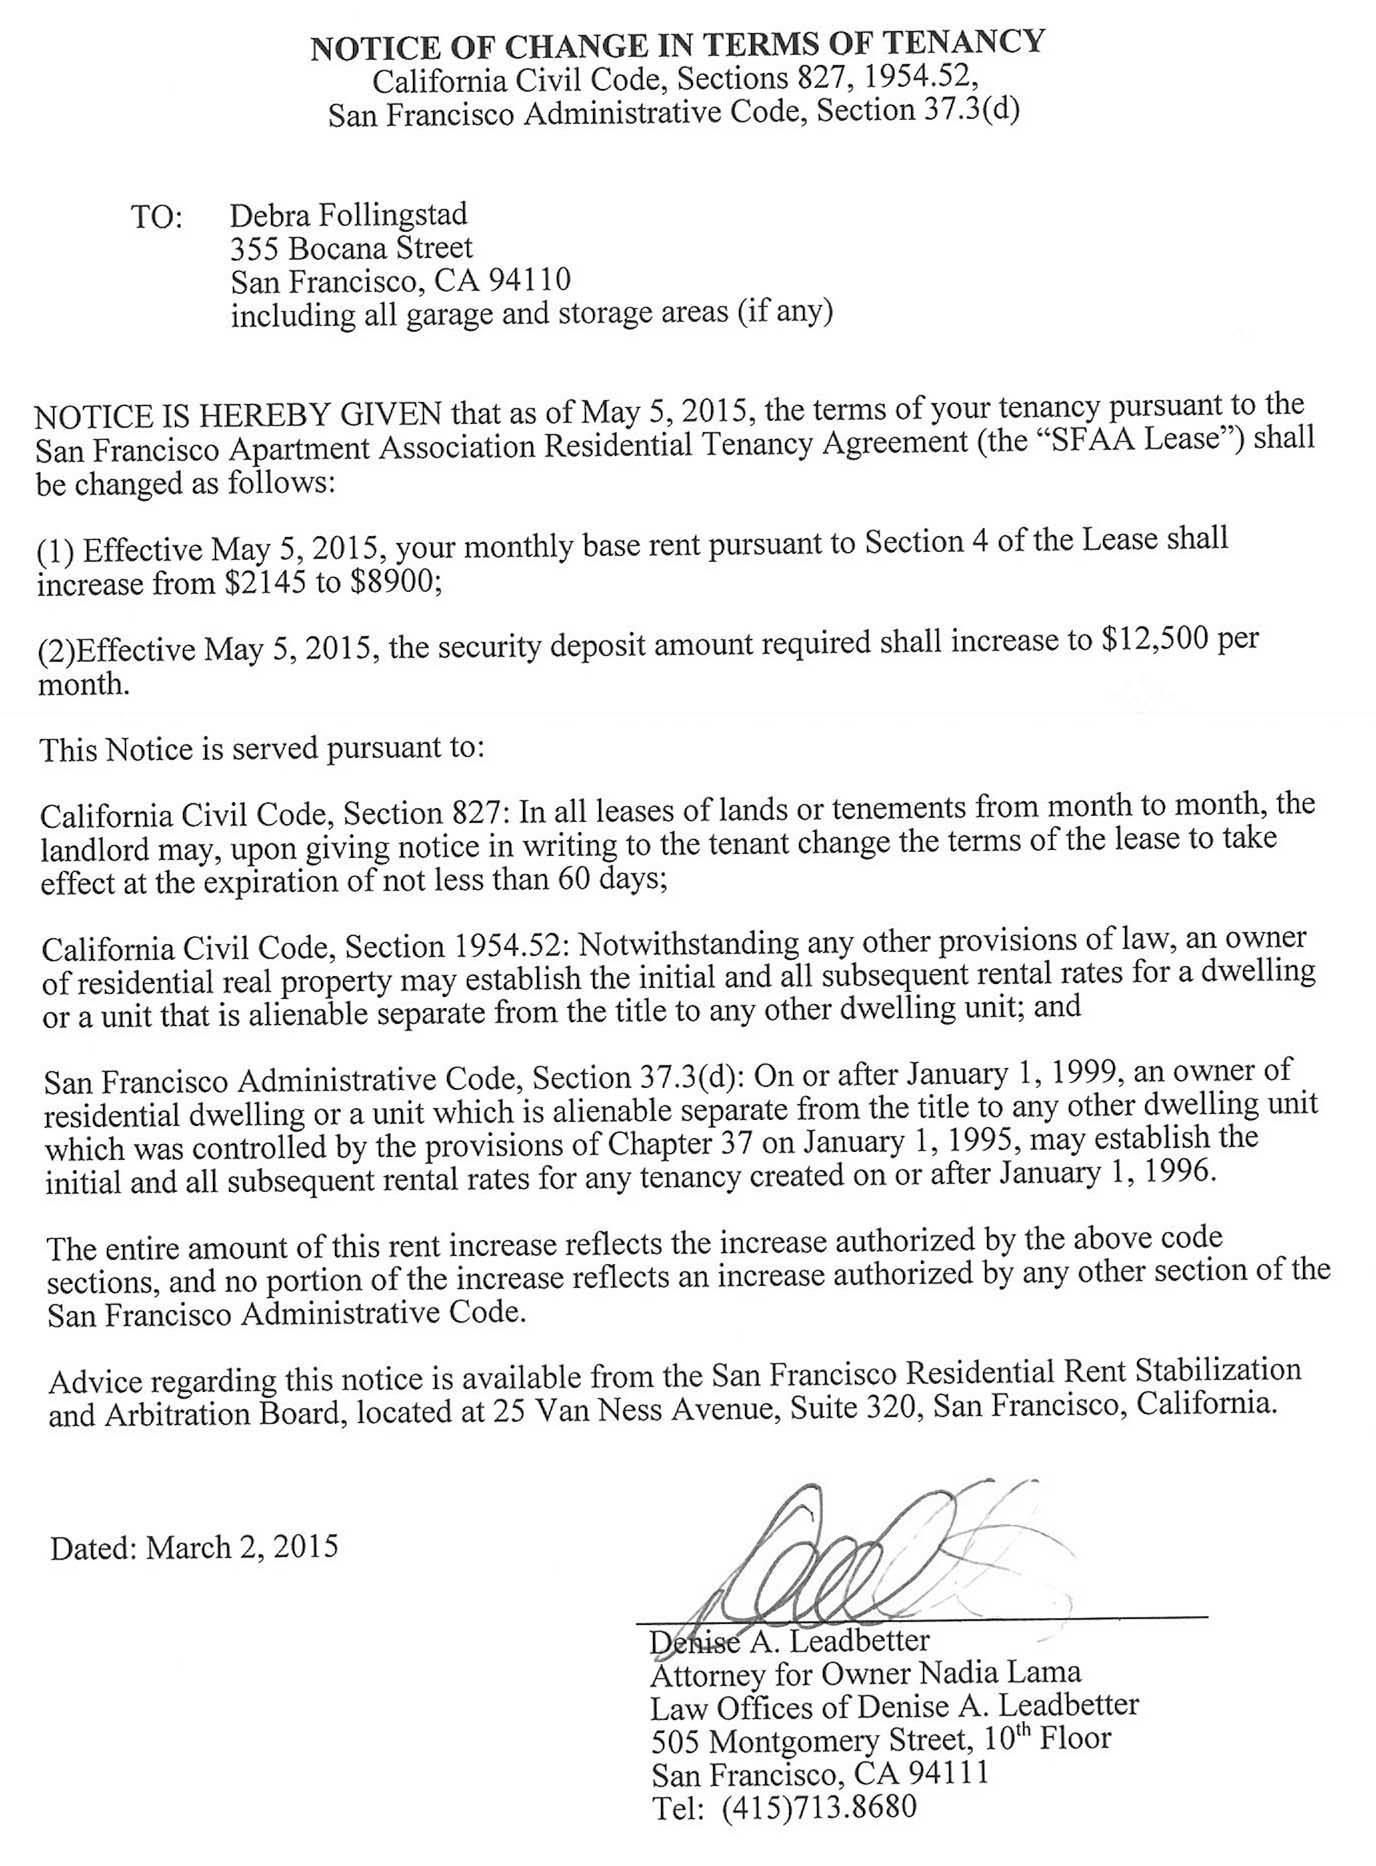 NOTICE OF CHANGE IN TERMS OF TENANCY
California Civil Code, Sections 827, 1954.52,
San Francisco Administrative Code, Section 37.3(d)
TO: Debra Follingstad
355 Bocana Street
San Francisco, CA 94110
including all garage and storage areas (if any)
NOTICE IS HEREBY GIVEN that as of May 5, 2015, the terms of your tenancy pursuant to the
San Francisco Apartment Association Residential Tenancy Agreement (the “SFAA Lease”) shall
be changed as follows:
(1) Effective May 5, 2015, your monthly base rent pursuant to Section 4 of the Lease shall
increase from $2145 to $8900;
(2)Effective May 5, 2015, the security deposit amount required shall increase to $12,500 per
month.
This Notice is served pursuant to:
California Civil Code, Section 827: In all leases of lands or tenements from month to month, the
landlord may, upon giving notice in writing to the tenant change the terms of the lease to take
effect at the expiration of not less than 60 days;
California Civil Code, Section 1954.52: Notwithstanding any other provisions of law, an owner
of residential real property may establish the initial and all subsequent rental rates for a dwelling
or a unit that is alienable separate from the title to any other dwelling unit; and
San Francisco Administrative Code, Section 37.3(d): On or after January 1, 1999, an owner of
residential dwelling or a unit which is alienable separate from the title to any other dwelling unit
which was controlled by the provisions of Chapter 37 on January 1, 1995, may establish the
initial and all subsequent rental rates for any tenancy created on or after January 1, 1996.
The entire amount of this rent increase reflects the increase authorized by the above code
sections, and no portion of the increase reflects an increase authorized by any other section of the
San Francisco Administrative Code.
Advice regarding this notice is available from the San Francisco Residential Rent Stabilization
and Arbitration Board, located at 25 Van Ness Avenue, Suite 320, San Francisco, California.
Dated: March 2, 2015
Denise A. Leadbetter
Attorney for Owner Nadia Lama
Law Offices of Denise A. Leadbetter
505 Montgomery Street, 10th Floor
San Francisco, CA 94111
Tel: (415)713.8680